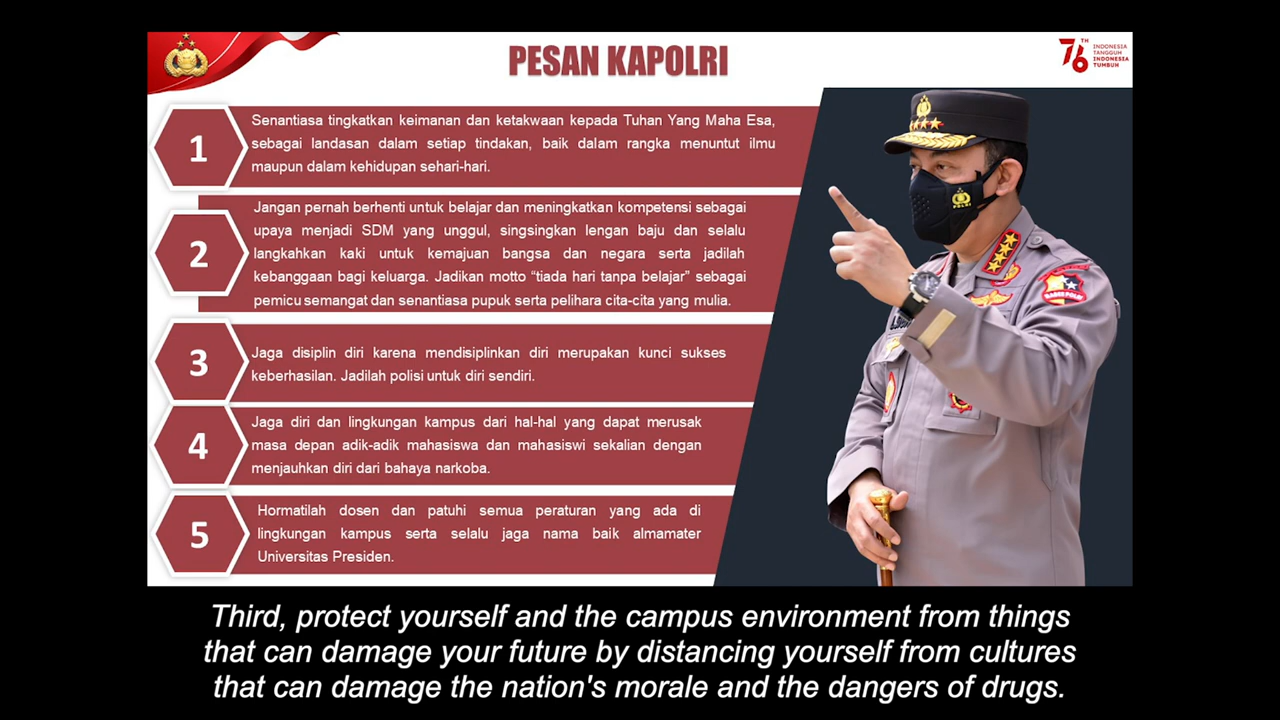 PESAN KAPOLRI
76
TH
INDONESIA
TANGGUH
INDONESIA
TUMBUH
1
Senantiasa tingkatkan keimanan dan ketakwaan kepada Tuhan Yang Maha Esa,
sebagai landasan dalam setiap tindakan, baik dalam rangka menuntut ilmu
maupun dalam kehidupan sehari-hari.
2
Jangan pernah berhenti untuk belajar dan meningkatkan kompetensi sebagai
upaya menjadi SDM yang unggul, singsingkan lengan baju dan selalu
langkahkan kaki untuk kemajuan bangsa dan negara serta jadilah
kebanggaan bagi keluarga. Jadikan motto “tiada hari tanpa belajar” sebagai
pemicu semangat dan senantiasa pupuk serta pelihara cita-cita yang mulia.
3
Jaga disiplin diri karena mendisiplinkan diri merupakan kunci sukses
keberhasilan. Jadilah polisi untuk diri sendiri.
4
Jaga diri dan lingkungan kampus dari hal-hal yang dapat merusak
masa depan adik-adik mahasiswa dan mahasiswi sekalian dengan
menjauhkan diri dari bahaya narkoba.
5
Hormatilah dosen dan patuhi semua peraturan yang ada di
lingkungan kampus serta selalu jaga nama baik almamater
Universitas Presiden.
POLRI
Third, protect yourself and the campus environment from things
that can damage your future by distancing yourself from cultures
that can damage the nation's morale and the dangers of drugs.